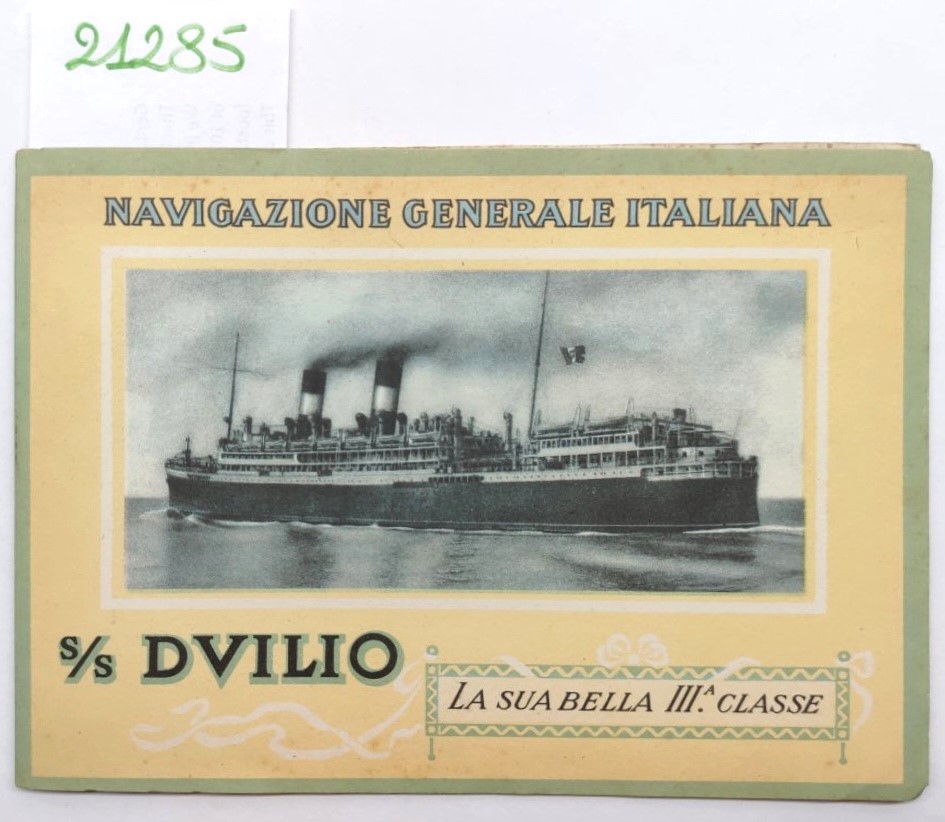 21285
NAVIGAZIONE GENERALE ITALIANA
S/S DVILIO
LA SUA BELLA III.ᴬ CLASSE